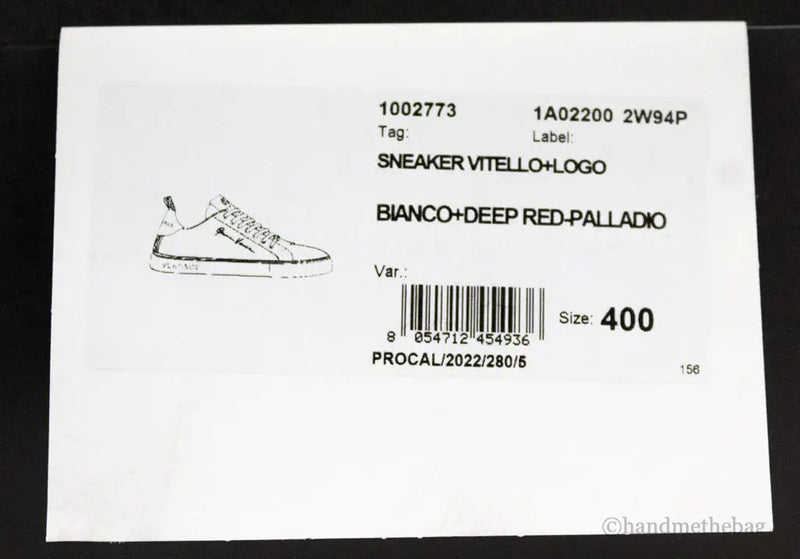 1002773
1A02200 2W94P
Tag:
Label:
SNEAKER VITELLO+LOGO
BIANCO+DEEP RED-PALLADIO
Var.:
8 054712 454936
Size: 400
PROCAL/2022/280/5
156
©handmethebag